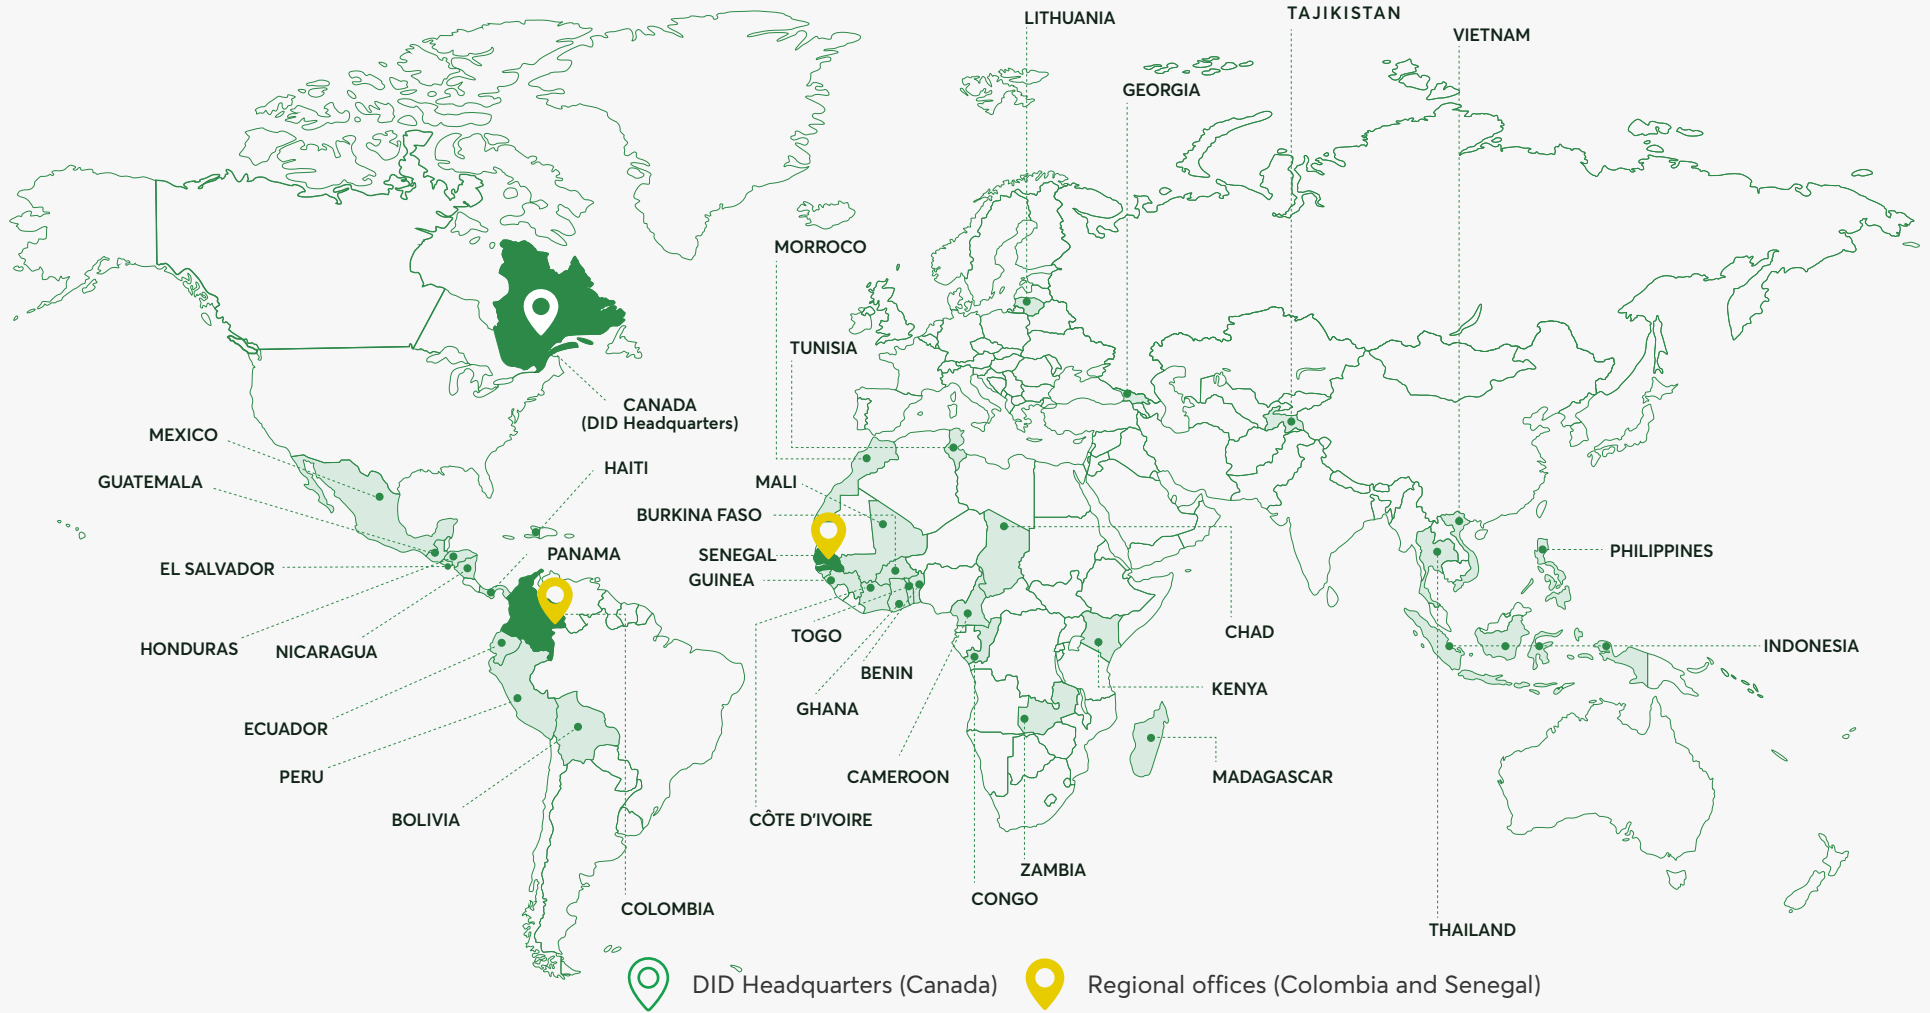 LITHUANIA
TAJIKISTAN
VIETNAM
GEORGIA
MORROCO
TUNISIA
CANADA
(DID Headquarters)
MEXICO
HAITI
GUATEMALA
MALI
BURKINA FASO
PANAMA
SENEGAL
PHILIPPINES
EL SALVADOR
GUINEA
CHAD
TOGO
HONDURAS
NICARAGUA
INDONESIA
BENIN
KENYA
GHANA
ECUADOR
PERU
CAMEROON
MADAGASCAR
BOLIVIA
CÔTE D'IVOIRE
ZAMBIA
CONGO
COLOMBIA
THAILAND
DID Headquarters (Canada)
Regional offices (Colombia and Senegal)